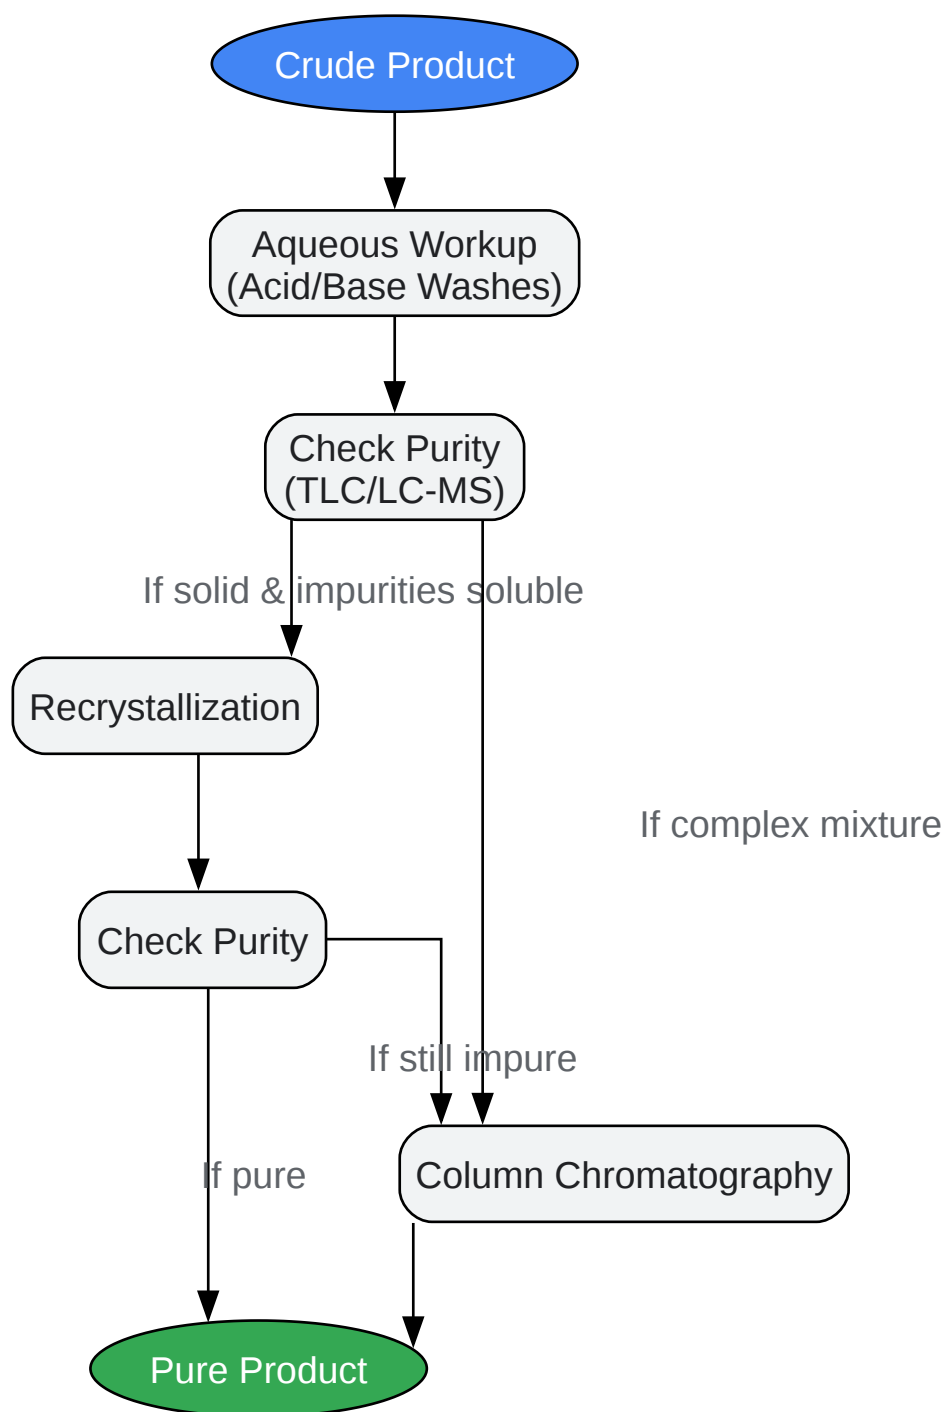 Crude Product
Aqueous Workup
(Acid/Base Washes)
Check Purity
(TLC/LC-MS)
If solid & impurities soluble
Recrystallization
If complex mixture
Check Purity
If still impure
If pure
Column Chromatography
Pure Product